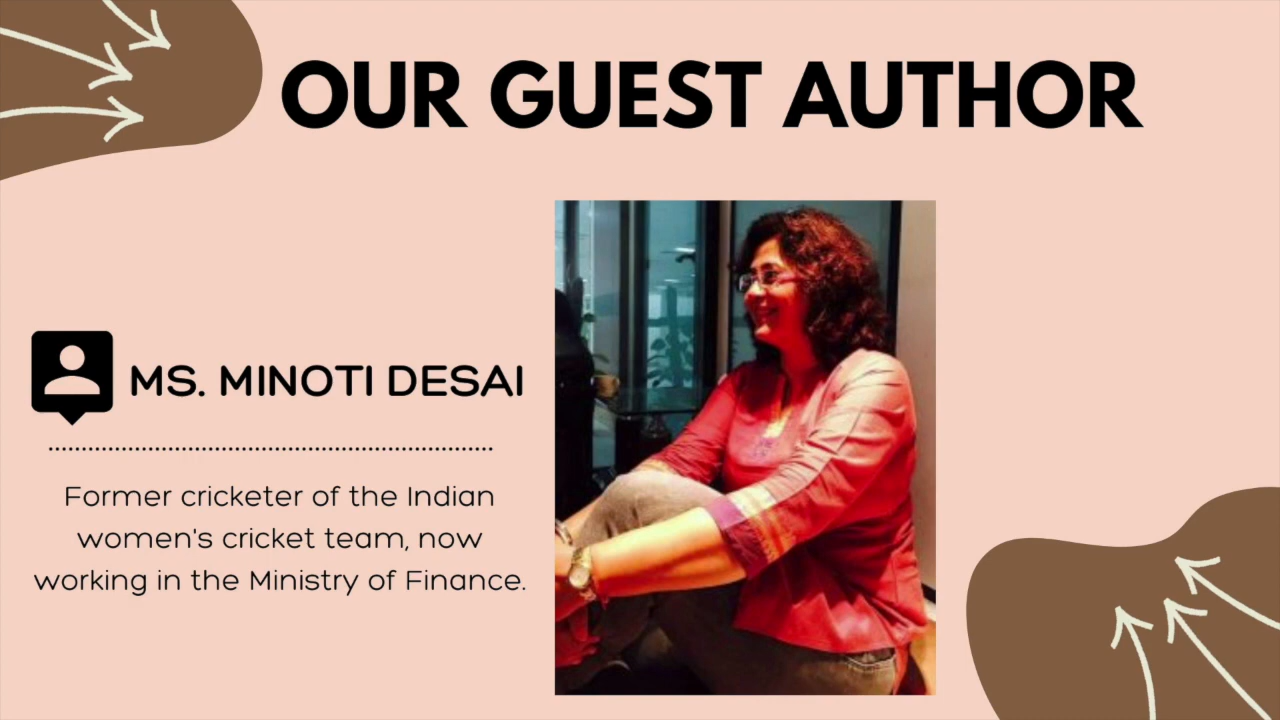 OUR GUEST AUTHOR
MS. MINOTI DESAI
Former cricketer of the Indian
women's cricket team, now
working in the Ministry of Finance.